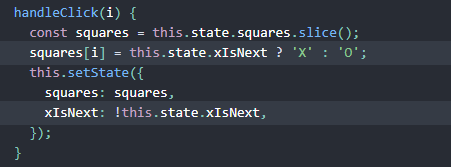 handleClick(i) {
  const squares = this.state.squares.slice();
  squares[i] = this.state.xIsNext ? 'X' : 'O';
  this.setState({
    squares: squares,
    xIsNext: !this.state.xIsNext,
  });
}